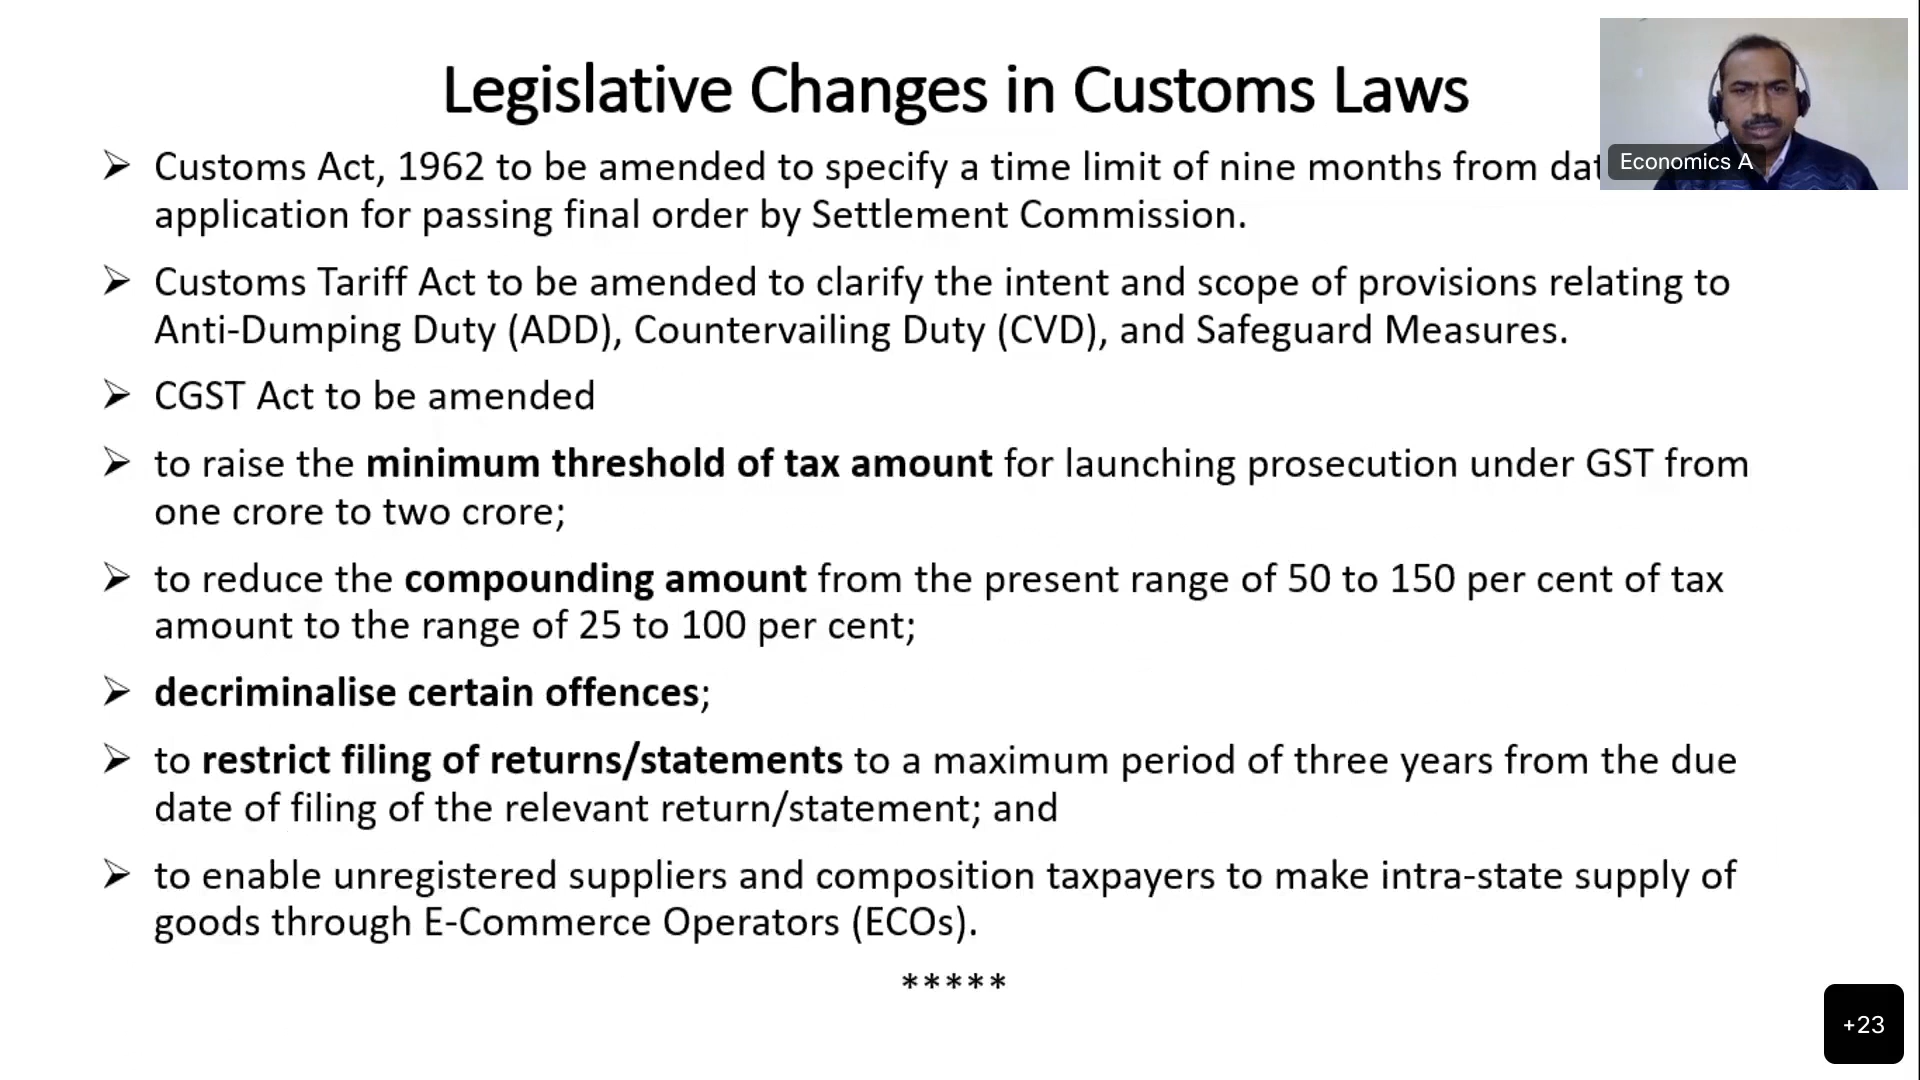 Legislative Changes in Customs Laws
➢ Customs Act, 1962 to be amended to specify a time limit of nine months from
application for passing final order by Settlement Commission.
➢ Customs Tariff Act to be amended to clarify the intent and scope of provisions relating to
Anti-Dumping Duty (ADD), Countervailing Duty (CVD), and Safeguard Measures.
➢ CGST Act to be amended
➢ to raise the minimum threshold of tax amount for launching prosecution under GST from
one crore to two crore;
➢ to reduce the compounding amount from the present range of 50 to 150 per cent of tax
amount to the range of 25 to 100 per cent;
➢ decriminalise certain offences;
➢ to restrict filing of returns/statements to a maximum period of three years from the due
date of filing of the relevant return/statement; and
➢ to enable unregistered suppliers and composition taxpayers to make intra-state supply of
goods through E-Commerce Operators (ECOs).
*****
Economics A
+23